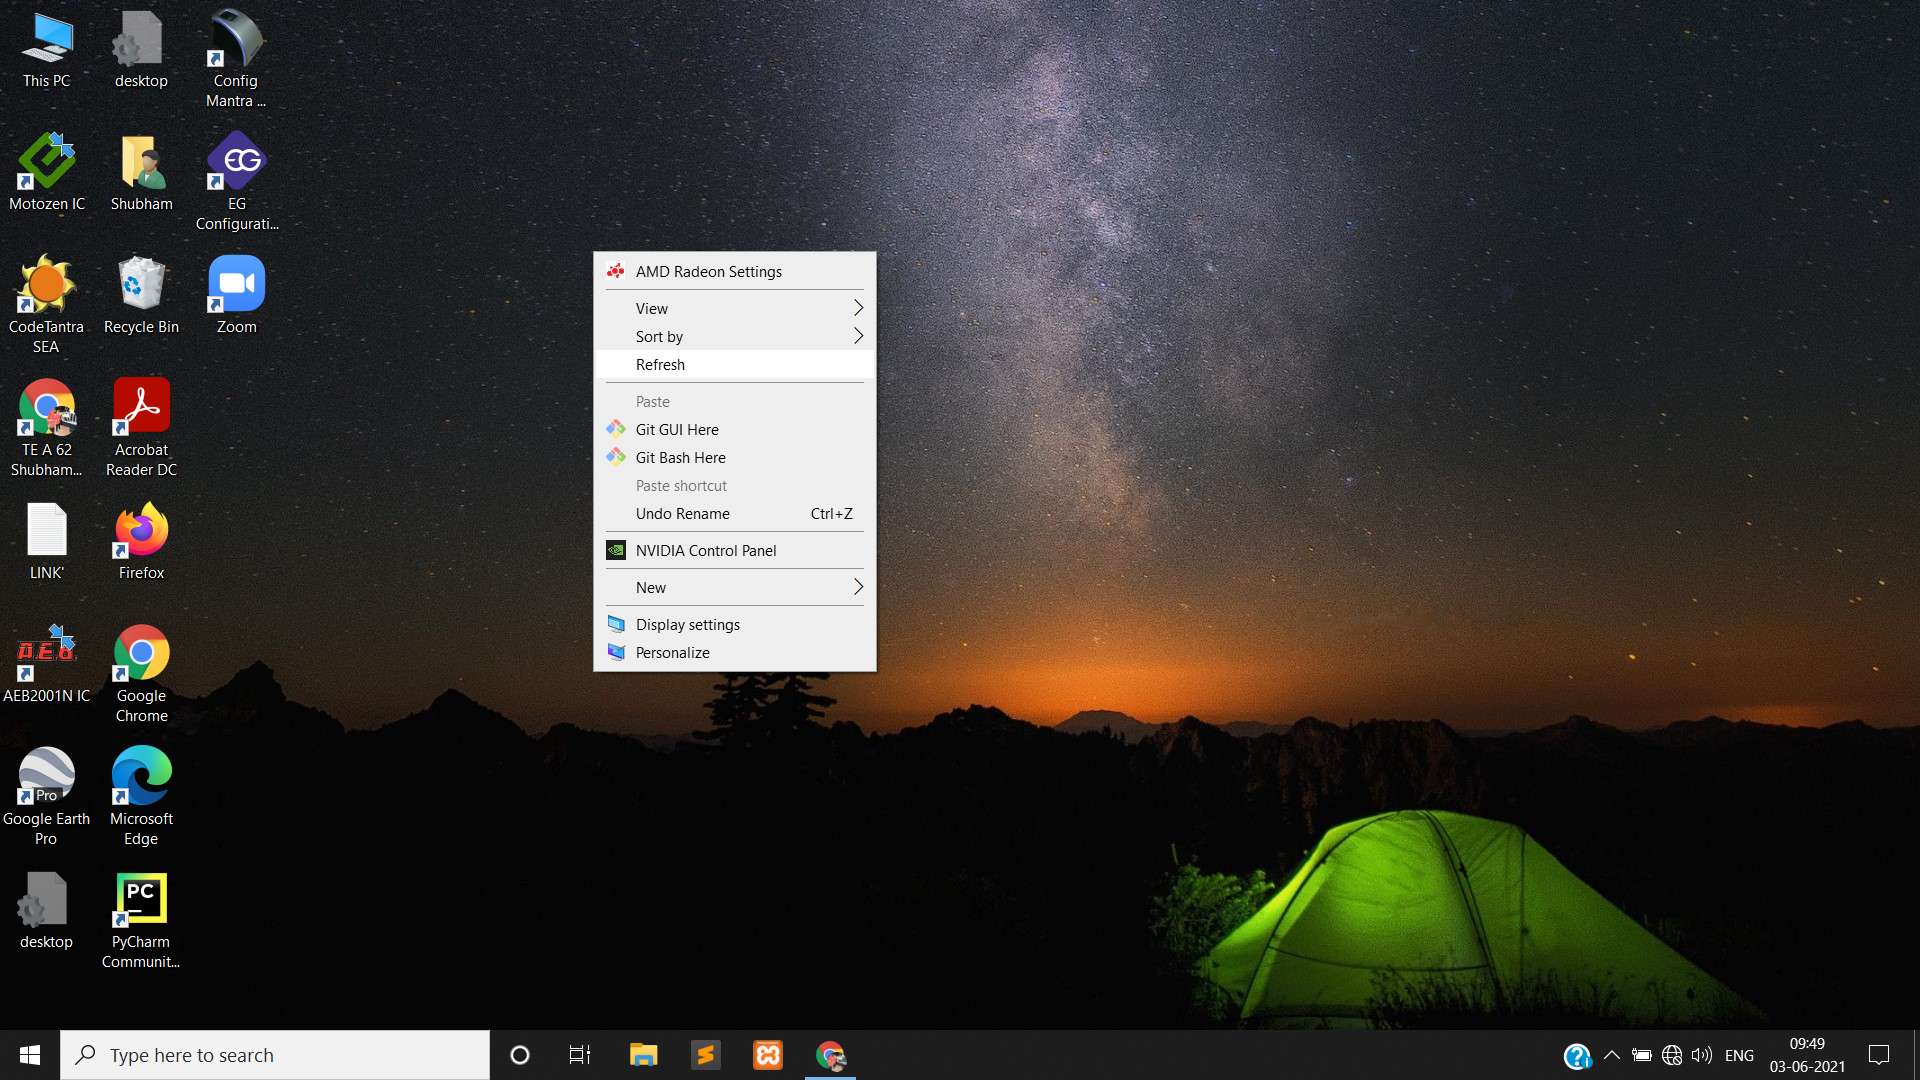 This PC
desktop
Config
Mantra ...
Motozen IC
Shubham
EG
EG
Configurati...
CodeTantra
SEA
Recycle Bin
Zoom
TE A 62
Shubham...
Acrobat
Reader DC
LINK'
Firefox
A.E.B.
AEB2001N IC
Google
Chrome
Pro
Google Earth
Pro
Microsoft
Edge
desktop
PC
PyCharm
Communit...
AMD Radeon Settings
View
Sort by
Refresh
Paste
Git GUI Here
Git Bash Here
Paste shortcut
Undo Rename Ctrl+Z
NVIDIA Control Panel
New
Display settings
Personalize
Type here to search
ENG
09:49
03-06-2021